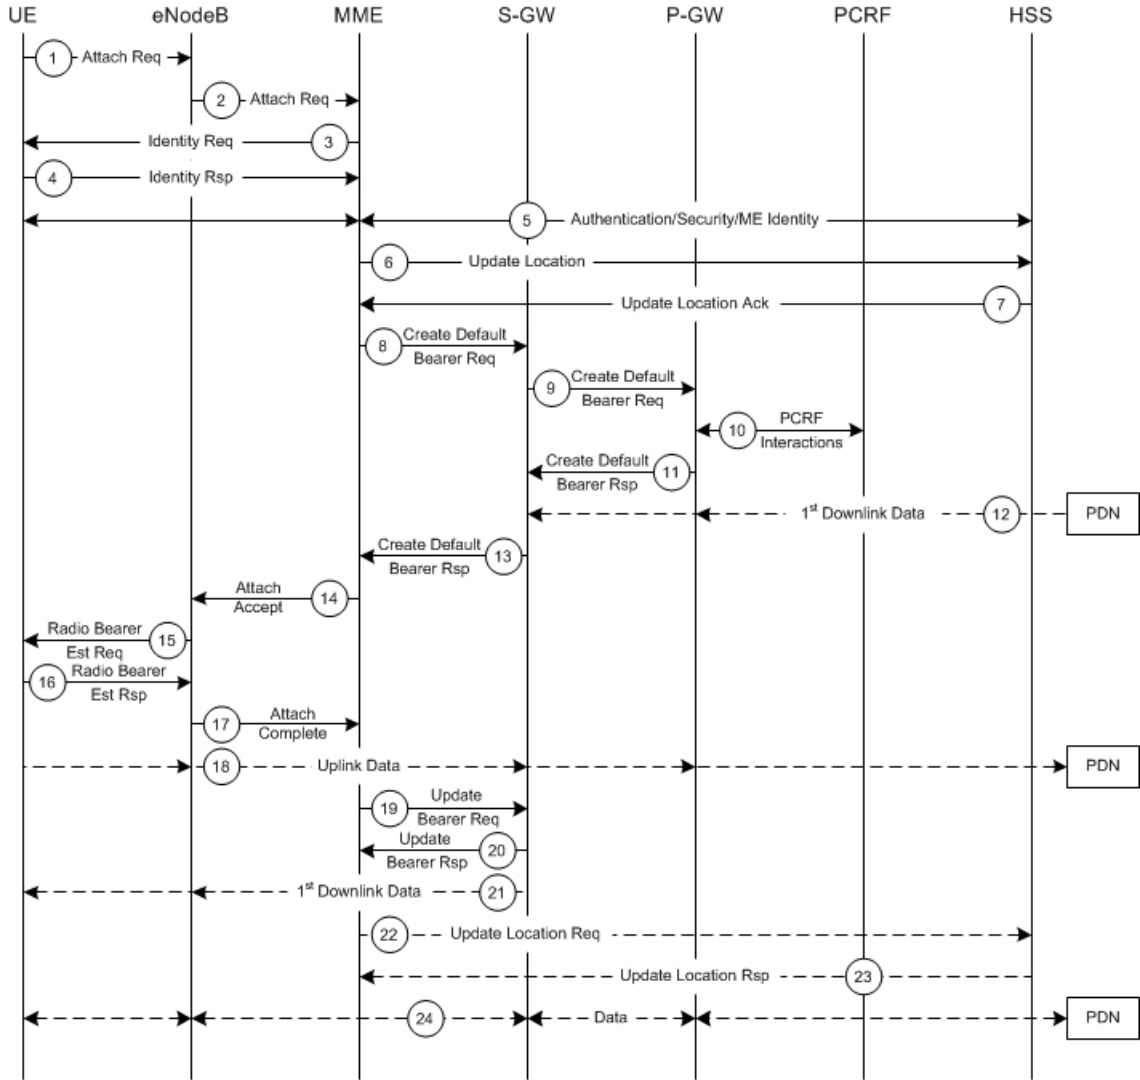 UE eNodeB MME S-GW P-GW PCRF HSS
1 Attach Req
2 Attach Req
Identity Req 3
4 Identity Rsp
5 Authentication/Security/ME Identity
6 Update Location
Update Location Ack 7
8 Create Default
Bearer Req
9 Create Default
Bearer Req
10 PCRF
Interactions
Create Default 11
Bearer Rsp
1st Downlink Data 12 PDN
Create Default 13
Bearer Rsp
Attach 14
Accept
Radio Bearer 15
Est Req
16 Radio Bearer
Est Rsp
17 Attach
Complete
18 Uplink Data PDN
19 Update
Bearer Req
Update 20
Bearer Rsp
1st Downlink Data 21
22 Update Location Req
Update Location Rsp 23
24 Data PDN